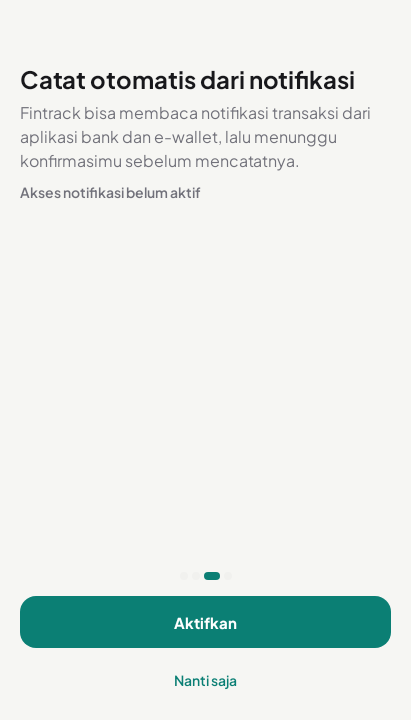 Catat otomatis dari notifikasi
Fintrack bisa membaca notifikasi transaksi dari
aplikasi bank dan e-wallet, lalu menunggu
konfirmasimu sebelum mencatatnya.
Akses notifikasi belum aktif
Aktifkan
Nanti saja